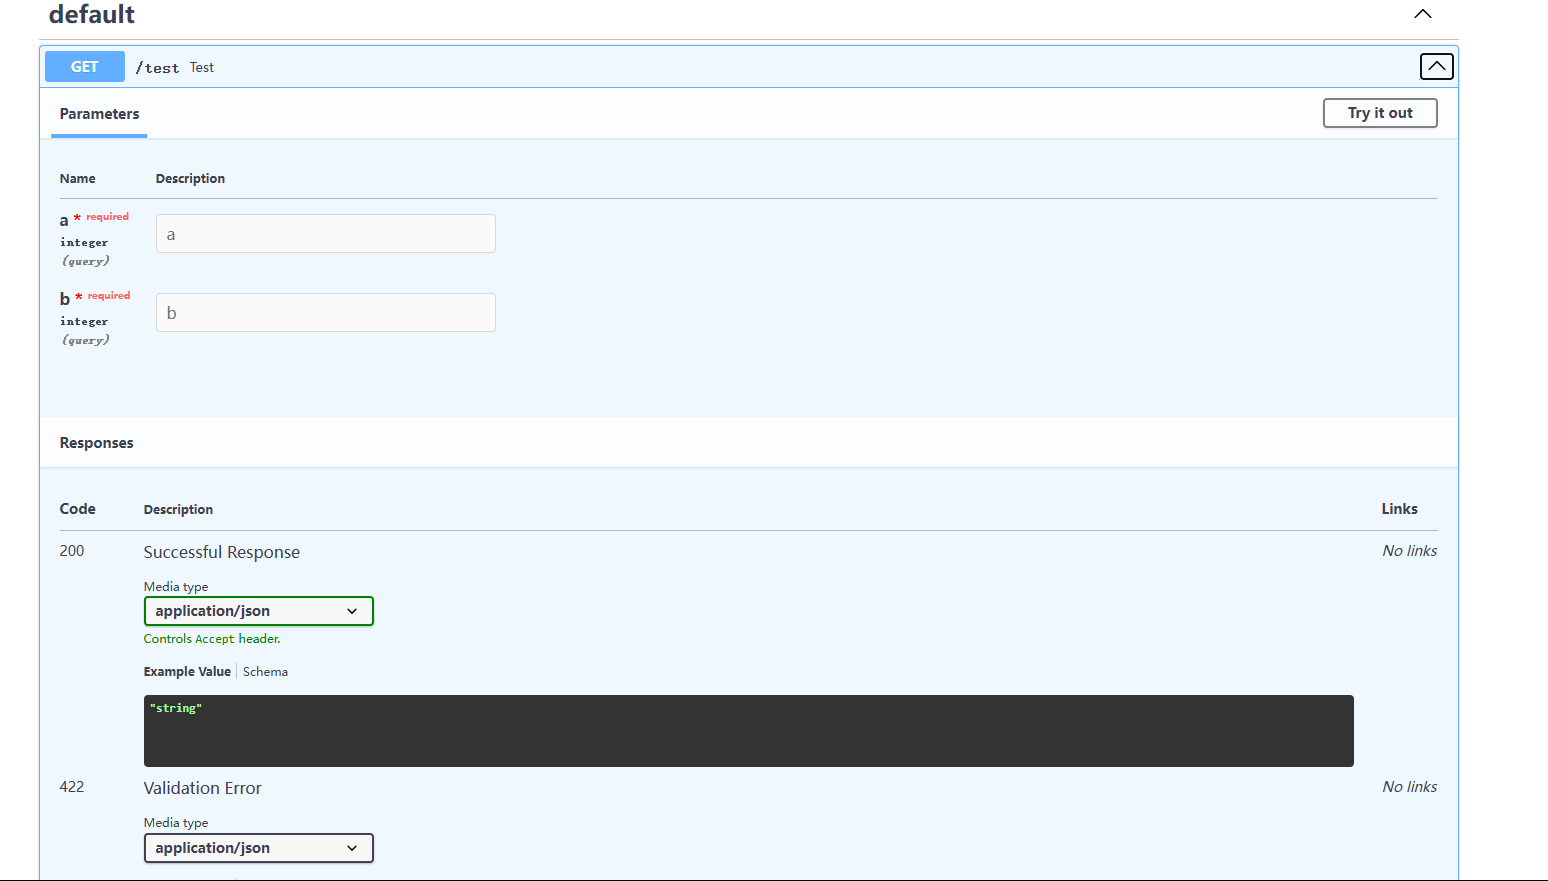 default
GET /test Test
Parameters
Try it out
Name Description
a * required
integer
(query)
a
b * required
integer
(query)
b
Responses
Code Description Links
200 Successful Response No links
Media type
application/json
Controls Accept header.
Example Value Schema
"string"
422 Validation Error No links
Media type
application/json